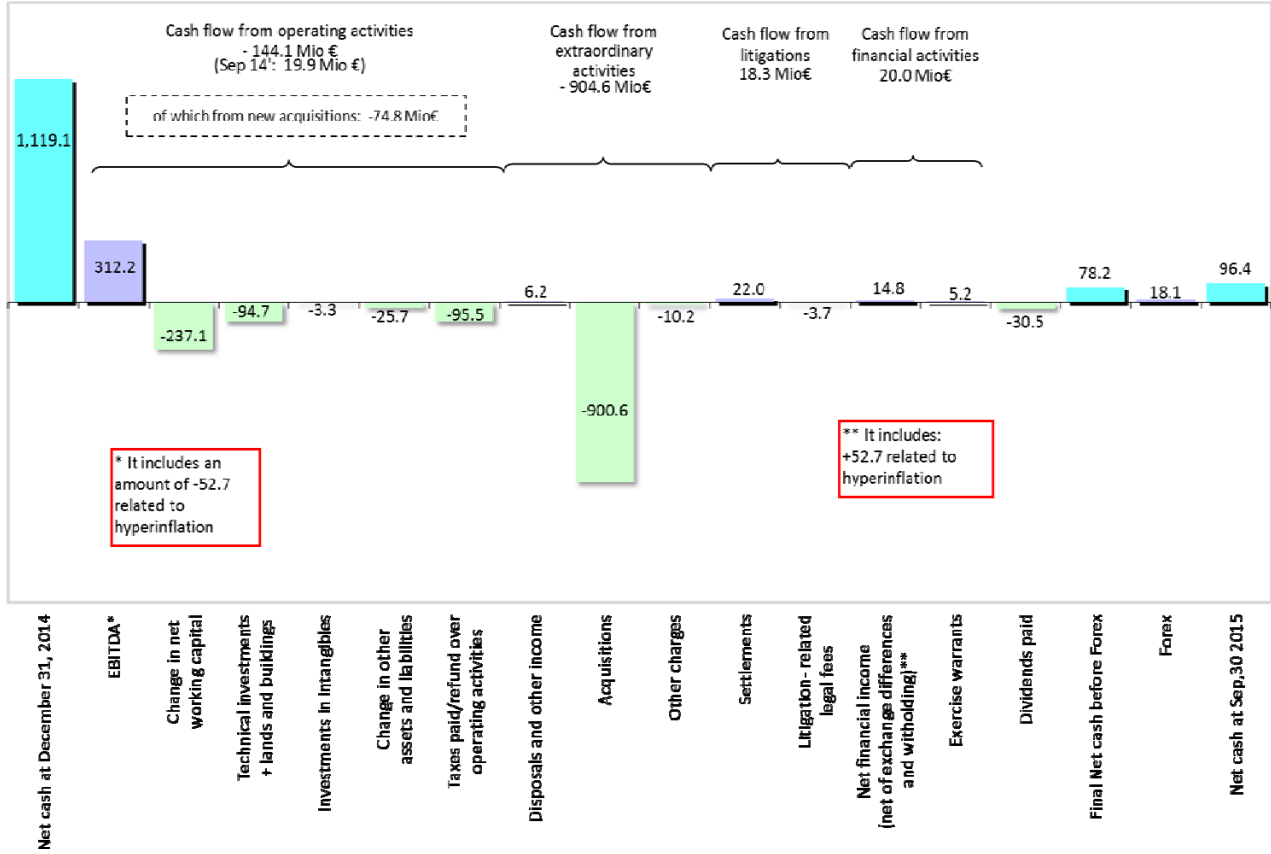 Cash flow from operating activities
- 144.1 Mio €
(Sep 14': 19.9 Mio €)
of which from new acquisitions: -74.8 Mio€
Cash flow from
extraordinary
activities
- 904.6 Mio€
Cash flow from
litigations
18.3 Mio€
Cash flow from
financial activities
20.0 Mio€
1,119.1
312.2
-237.1
-94.7
-3.3
-25.7
-95.5
6.2
-900.6
-10.2
22.0
-3.7
14.8
5.2
-30.5
78.2
18.1
96.4
* It includes an
amount of -52.7
related to
hyperinflation
** It includes:
+52.7 related to
hyperinflation
Net cash at December 31, 2014
EBITDA*
Change in net
working capital
Technical investments
+ lands and buildings
Investments in Intangibles
Change in other
assets and liabilities
Taxes paid/refund over
operating activities
Disposals and other income
Acquisitions
Other charges
Settlements
Litigation- related
legal fees
Net financial income
(net of exchange differences
and witholding)**
Exercise warrants
Dividends paid
Final Net cash before Forex
Forex
Net cash at Sep,30 2015